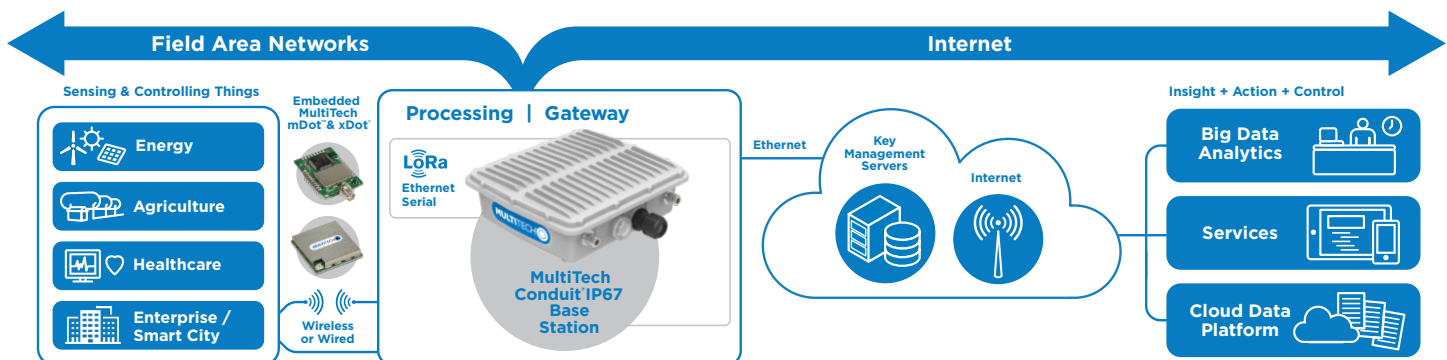 Field Area Networks
Internet
Sensing & Controlling Things
Energy
Agriculture
Healthcare
Enterprise /
Smart City
Embedded
MultiTech
mDot™& xDot®
MULTITECH
Wireless
or Wired
Processing | Gateway
LoRa
Ethernet
Serial
MULTITECH
MultiTech
Conduit® IP67
Base
Station
Ethernet
Key
Management
Servers
Internet
Insight + Action + Control
Big Data
Analytics
Services
Cloud Data
Platform